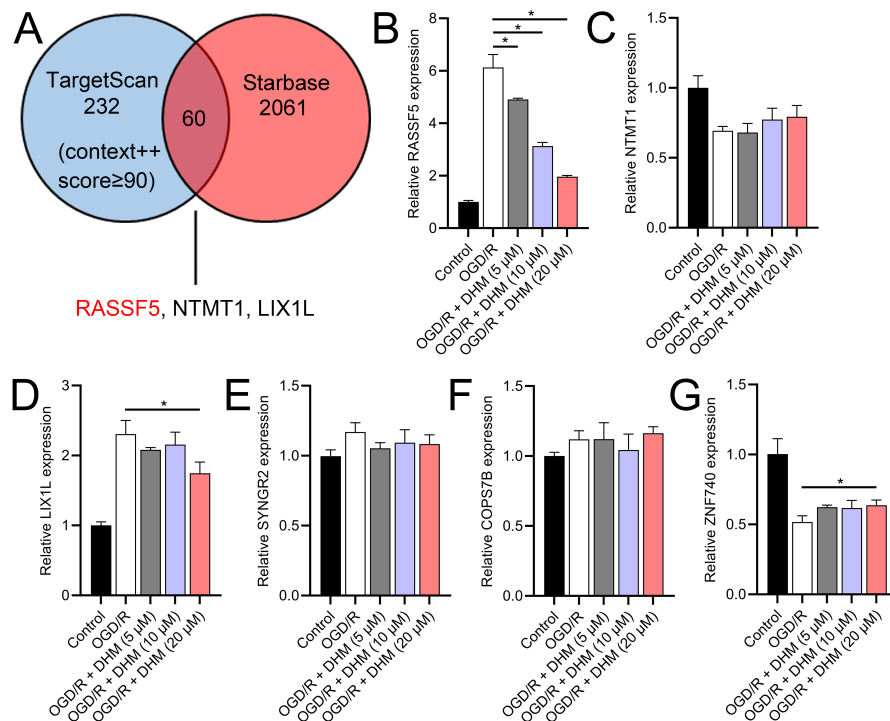 A
TargetScan
232
(context++
score≥90)
60
Starbase
2061
RASSF5, NTMT1, LIX1L
B
Relative RASSF5 expression
8
6
4
2
0
*
*
*
Control
OGD/R
OGD/R + DHM (5 µM)
OGD/R + DHM (10 µM)
OGD/R + DHM (20 µM)
C
Relative NTMT1 expression
1.5
1.0
0.5
0.0
Control
OGD/R
OGD/R + DHM (5 µM)
OGD/R + DHM (10 µM)
OGD/R + DHM (20 µM)
D
Relative LIX1L expression
3
2
1
0
*
Control
OGD/R
OGD/R + DHM (5 µM)
OGD/R + DHM (10 µM)
OGD/R + DHM (20 µM)
E
Relative SYNGR2 expression
1.5
1.0
0.5
0.0
Control
OGD/R
OGD/R + DHM (5 µM)
OGD/R + DHM (10 µM)
OGD/R + DHM (20 µM)
F
Relative COPS7B expression
1.5
1.0
0.5
0.0
Control
OGD/R
OGD/R + DHM (5 µM)
OGD/R + DHM (10 µM)
OGD/R + DHM (20 µM)
G
Relative ZNF740 expression
1.5
1.0
0.5
0.0
*
Control
OGD/R
OGD/R + DHM (5 µM)
OGD/R + DHM (10 µM)
OGD/R + DHM (20 µM)